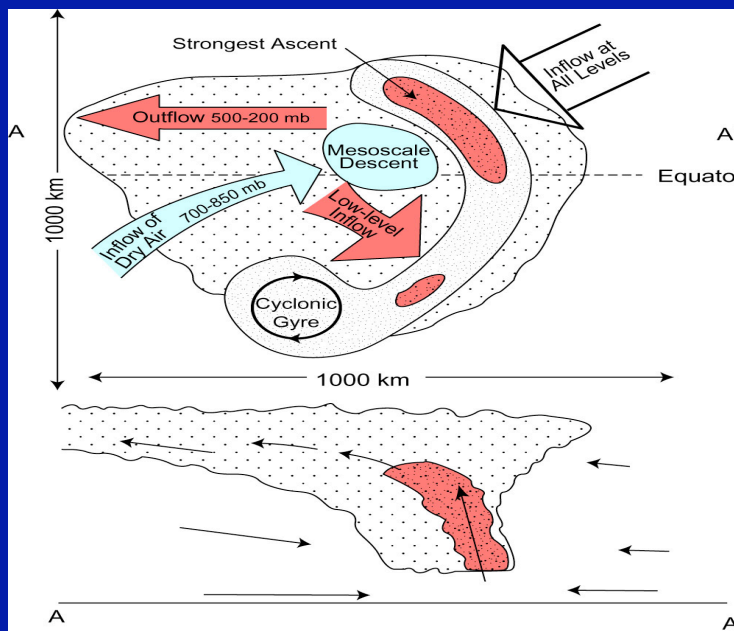 Strongest Ascent
Inflow at
All Levels
A
A
Outflow 500-200 mb
Mesoscale
Descent
Equato
1000 km
Inflow of
Dry Air 700-850 mb
Low-level
Inflow
Cyclonic
Gyre
1000 km
A
A